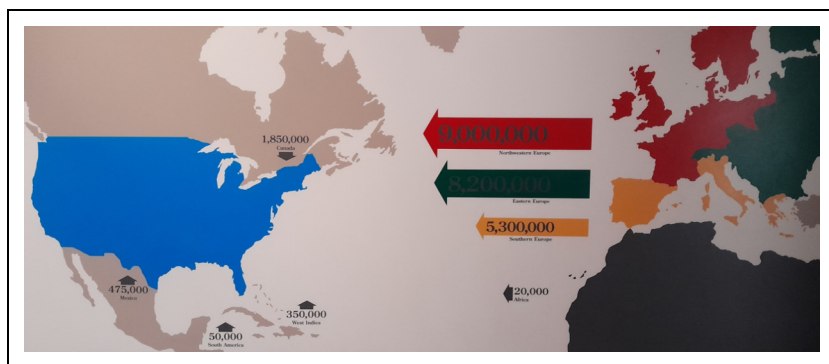 1,850,000
Canada
9,000,000
Northwestern Europe
8,200,000
Eastern Europe
5,300,000
Southern Europe
475,000
Mexico
50,000
South America
350,000
West Indies
20,000
Africa